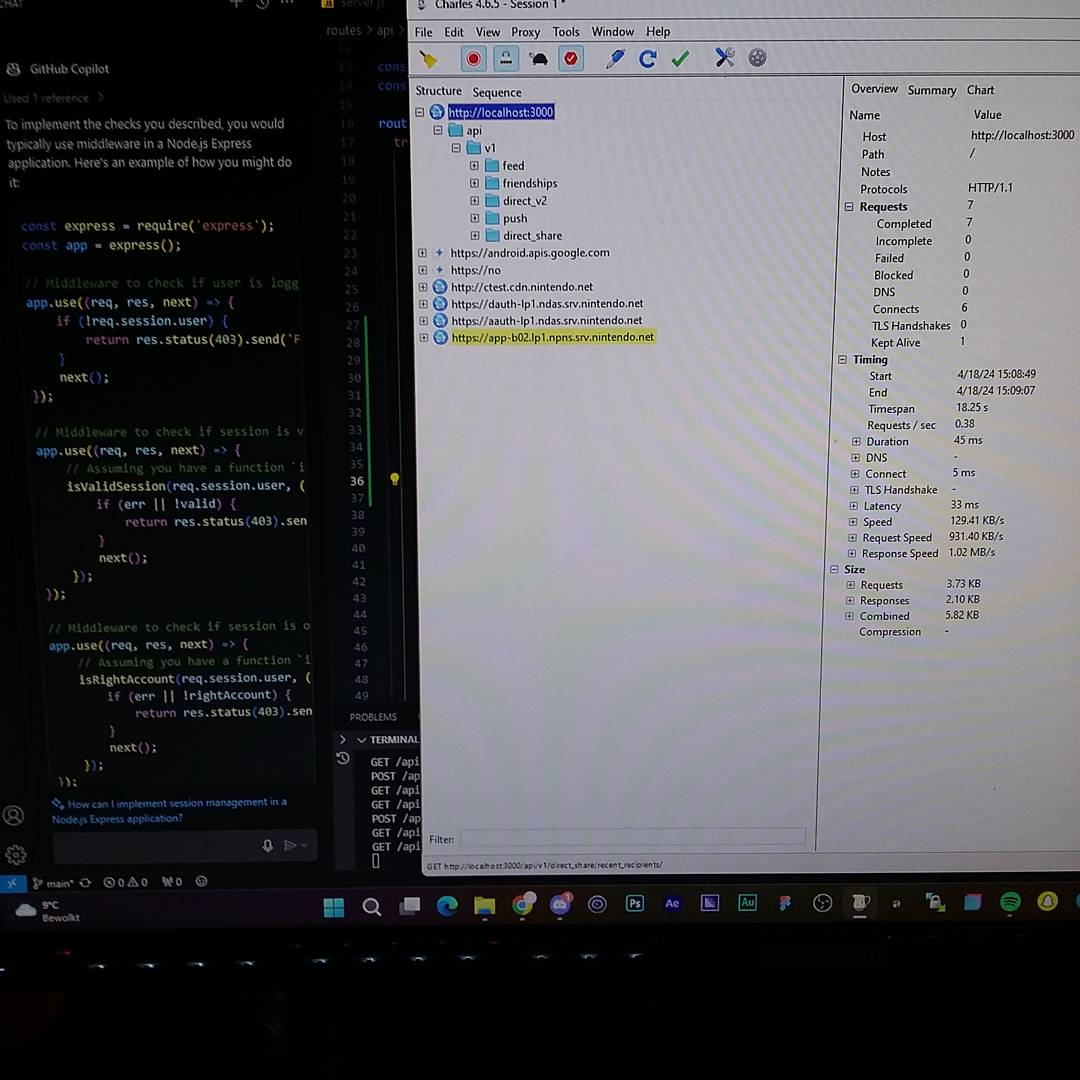 CHAT
GitHub Copilot
Used 1 reference >
To implement the checks you described, you would
typically use middleware in a Node.js Express
application. Here's an example of how you might do
it:
const express = require('express');
const app = express();
// Middleware to check if user is logg
app.use((req, res, next) => {
if (!req.session.user) {
return res.status(403).send('F
}
next();
});
// Middleware to check if session is v
app.use((req, res, next) => {
// Assuming you have a function `i
isValidSession(req.session.user, (
if (err || !valid) {
return res.status(403).sen
}
next();
});
});
// Middleware to check if session is o
app.use((req, res, next) => {
// Assuming you have a function `i
isRightAccount(req.session.user, (
if (err || !rightAccount) {
return res.status(403).sen
}
next();
});
});
How can I implement session management in a
Node.js Express application?
main*
0 0
0
server.js
routes > api >
12
13 cons
14 cons
15
16 rout
17 tr
18
19
20
21
22
23
24
25
26
27
28
29
30
31
32
33
34
35
36
37
38
39
40
41
42
43
44
45
46
47
48
49
PROBLEMS
TERMINAL
GET /api
POST /ap
GET /api
GET /api
POST /ap
GET /api
GET /api
Charles 4.6.5 - Session 1 *
File Edit View Proxy Tools Window Help
Structure Sequence
http://localhost:3000
api
v1
feed
friendships
direct_v2
push
direct_share
https://android.apis.google.com
https://no
http://ctest.cdn.nintendo.net
https://dauth-lp1.ndas.srv.nintendo.net
https://aauth-lp1.ndas.srv.nintendo.net
https://app-b02.lp1.npns.srv.nintendo.net
Filter:
GET http://localhost:3000/api/v1/direct_share/recent_recipients/
Overview Summary Chart
Name Value
Host http://localhost:3000
Path /
Notes
Protocols HTTP/1.1
Requests 7
Completed 7
Incomplete 0
Failed 0
Blocked 0
DNS 0
Connects 6
TLS Handshakes 0
Kept Alive 1
Timing
Start 4/18/24 15:08:49
End 4/18/24 15:09:07
Timespan 18.25 s
Requests / sec 0.38
Duration 45 ms
DNS -
Connect 5 ms
TLS Handshake -
Latency 33 ms
Speed 129.41 KB/s
Request Speed 931.40 KB/s
Response Speed 1.02 MB/s
Size
Requests 3.73 KB
Responses 2.10 KB
Combined 5.82 KB
Compression -
9°C
Bewolkt
1
Ps
Ae
Au
a
SAMSUNG